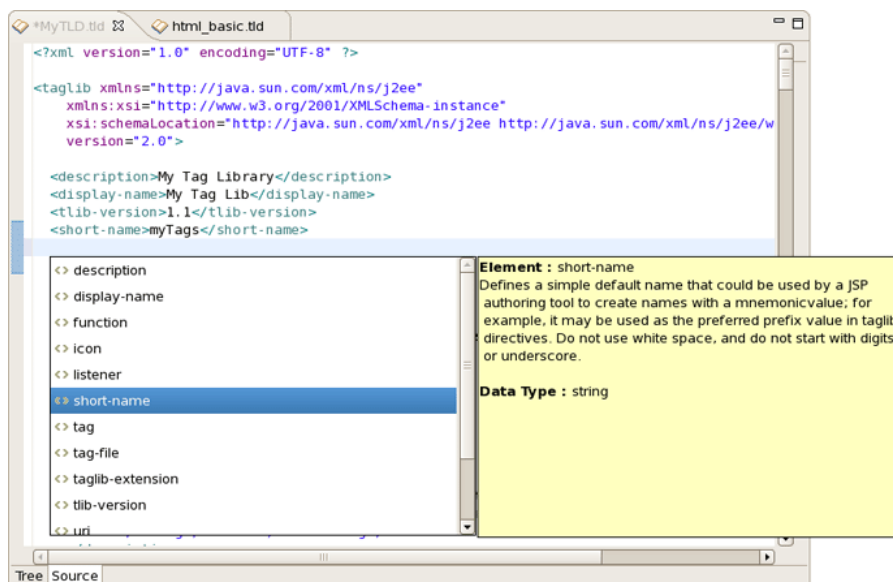 *MyTLD.tld html_basic.tld
<?xml version="1.0" encoding="UTF-8" ?>
<taglib xmlns="http://java.sun.com/xml/ns/j2ee"
xmlns:xsi="http://www.w3.org/2001/XMLSchema-instance"
xsi:schemaLocation="http://java.sun.com/xml/ns/j2ee http://java.sun.com/xml/ns/j2ee/w
version="2.0">
<description>My Tag Library</description>
<display-name>My Tag Lib</display-name>
<tlib-version>1.1</tlib-version>
<short-name>myTags</short-name>
<> description
<> display-name
<> function
<> icon
<> listener
<> short-name
<> tag
<> tag-file
<> taglib-extension
<> tlib-version
<> uri
Element : short-name
Defines a simple default name that could be used by a JSP
authoring tool to create names with a mnemonicvalue; for
example, it may be used as the preferred prefix value in taglib
directives. Do not use white space, and do not start with digits
or underscore.
Data Type : string
Tree Source